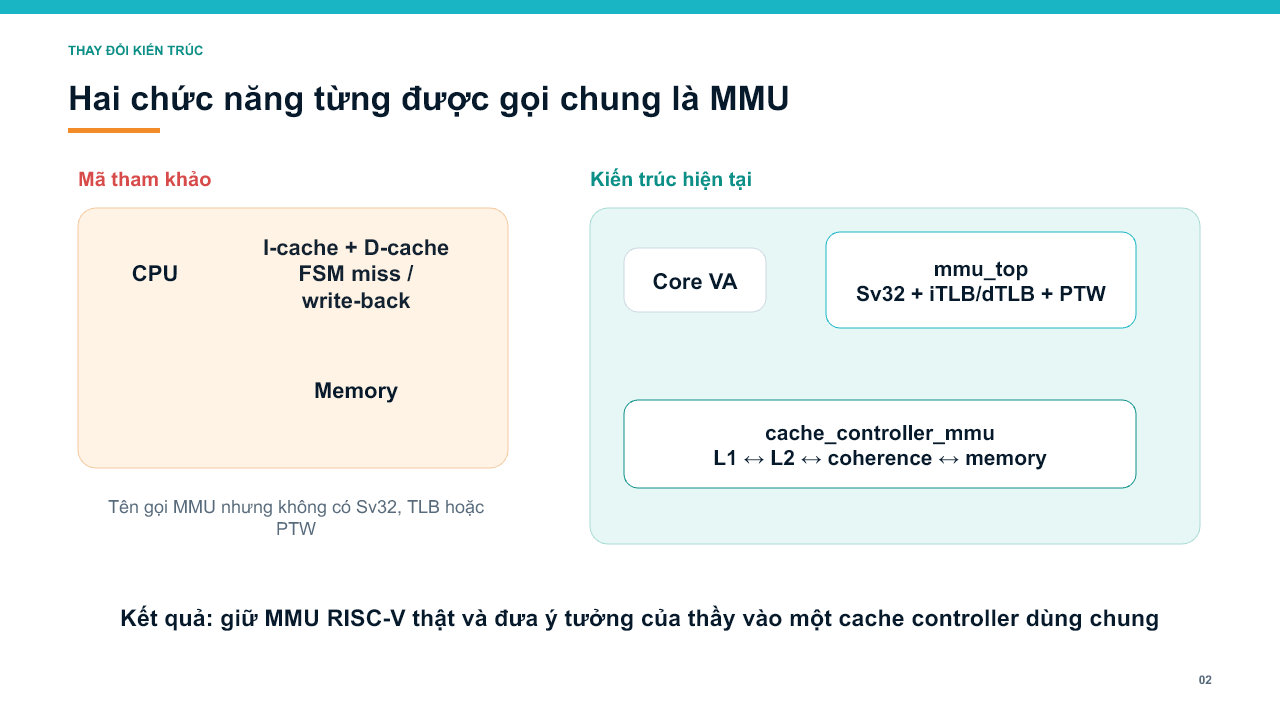 THAY ĐỔI KIẾN TRÚC
Hai chức năng từng được gọi chung là MMU
Mã tham khảo
CPU
I-cache + D-cache
FSM miss /
write-back
Memory
Tên gọi MMU nhưng không có Sv32, TLB hoặc
PTW
Kiến trúc hiện tại
Core VA
mmu_top
Sv32 + iTLB/dTLB + PTW
cache_controller_mmu
L1 ↔ L2 ↔ coherence ↔ memory
Kết quả: giữ MMU RISC-V thật và đưa ý tưởng của thầy vào một cache controller dùng chung
02